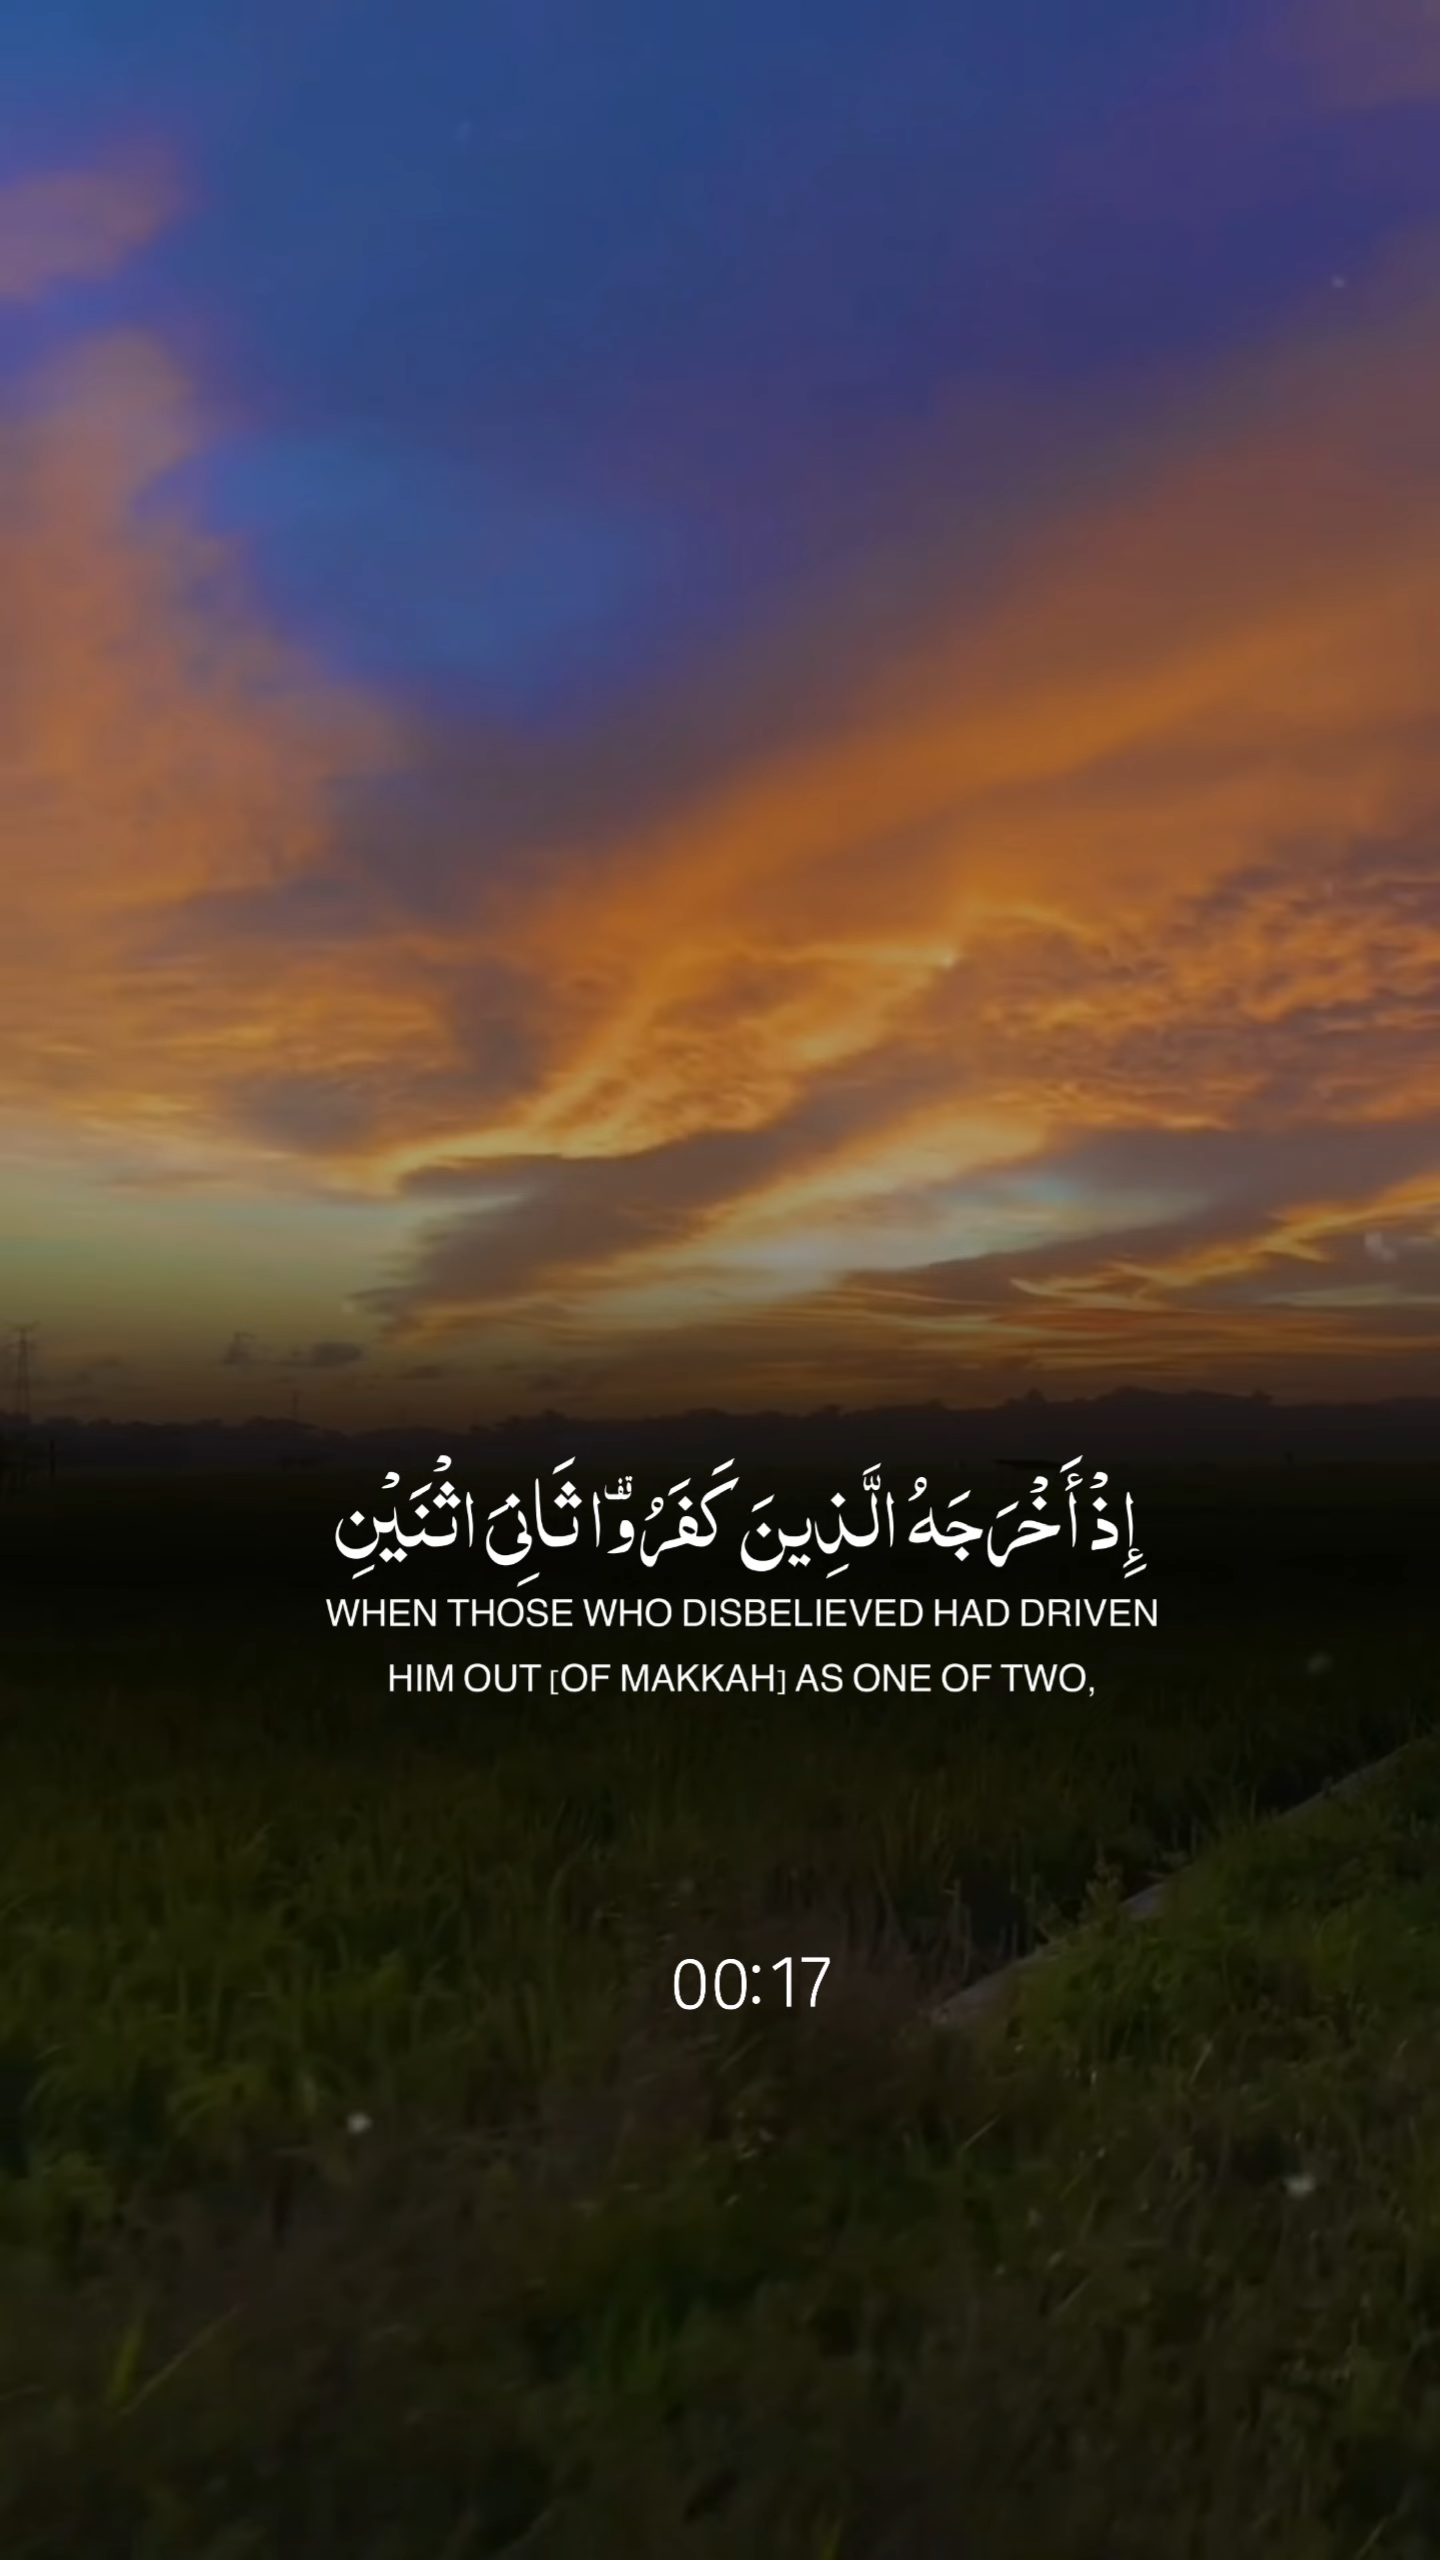 إِذۡ أَخۡرَجَهُ الَّذِينَ كَفَرُواْ ثَانِيَ اثۡنَيۡنِ
WHEN THOSE WHO DISBELIEVED HAD DRIVEN
HIM OUT [OF MAKKAH] AS ONE OF TWO,
00:17